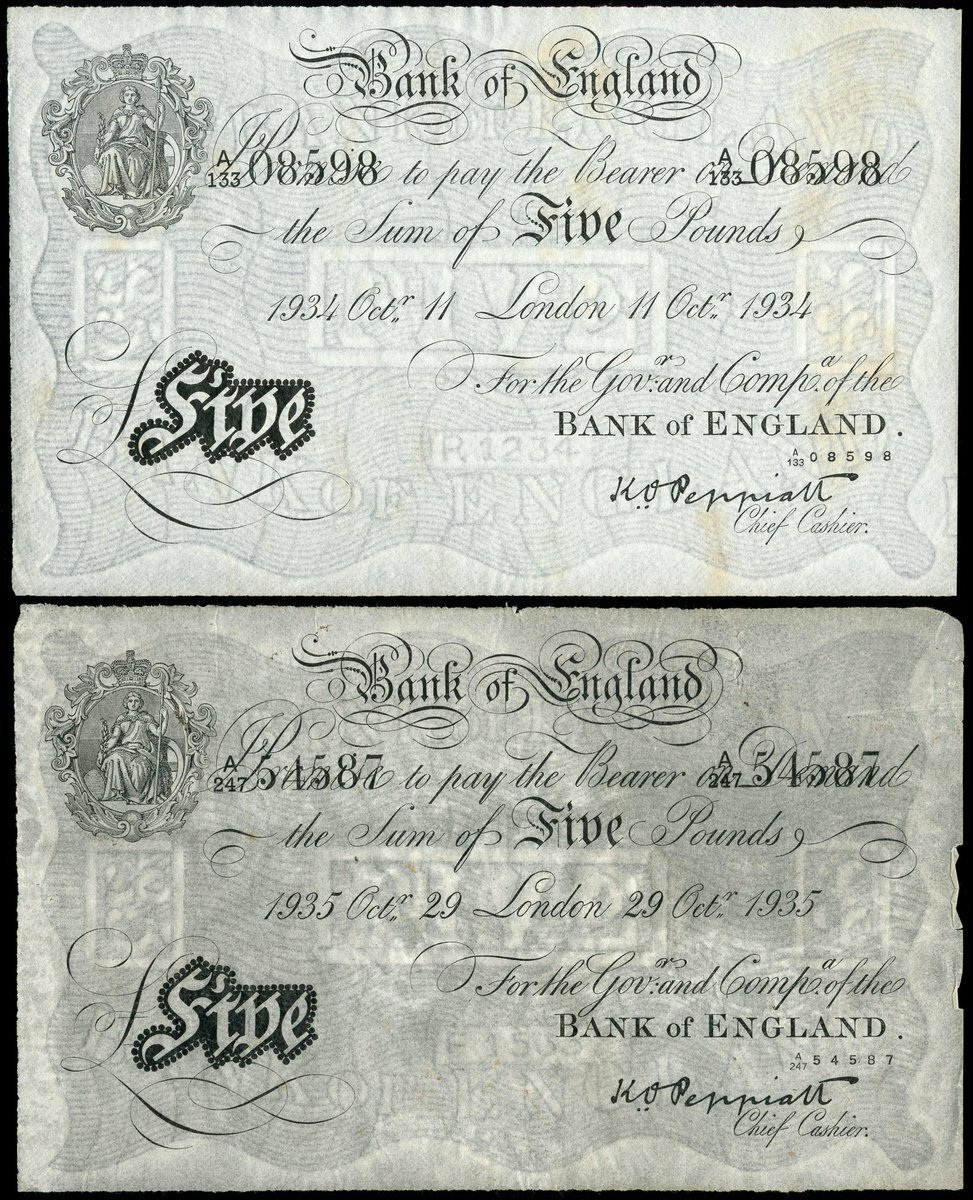 Bank of England
A/133 08598 A/133 08598
I Promise to pay the Bearer on Demand
the Sum of Five Pounds
1934 Octr. 11 London 11 Octr. 1934
For the Govr. and Compa. of the
Five
BANK of ENGLAND.
A/133 08598
R 1234
K.O. Peppiatt
Chief Cashier.
Bank of England
A/247 54587 A/247 54587
I Promise to pay the Bearer on Demand
the Sum of Five Pounds
1935 Octr. 29 London 29 Octr. 1935
For the Govr. and Compa. of the
Five
BANK of ENGLAND.
A/247 54587
K.O. Peppiatt
Chief Cashier.